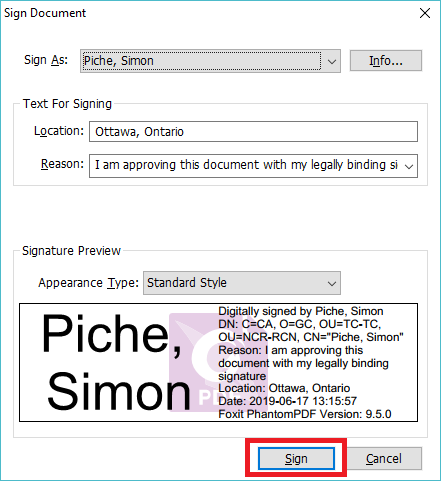 Sign Document
Sign As: Piche, Simon Info...
Text For Signing
Location: Ottawa, Ontario
Reason: I am approving this document with my legally binding si
Signature Preview
Appearance Type: Standard Style
Piche,
Simon
Digitally signed by Piche, Simon
DN: C=CA, O=GC, OU=TC-TC,
OU=NCR-RCN, CN="Piche, Simon"
Reason: I am approving this
document with my legally binding
signature
Location: Ottawa, Ontario
Date: 2019-06-17 13:15:57
Foxit PhantomPDF Version: 9.5.0
PDF
Sign Cancel